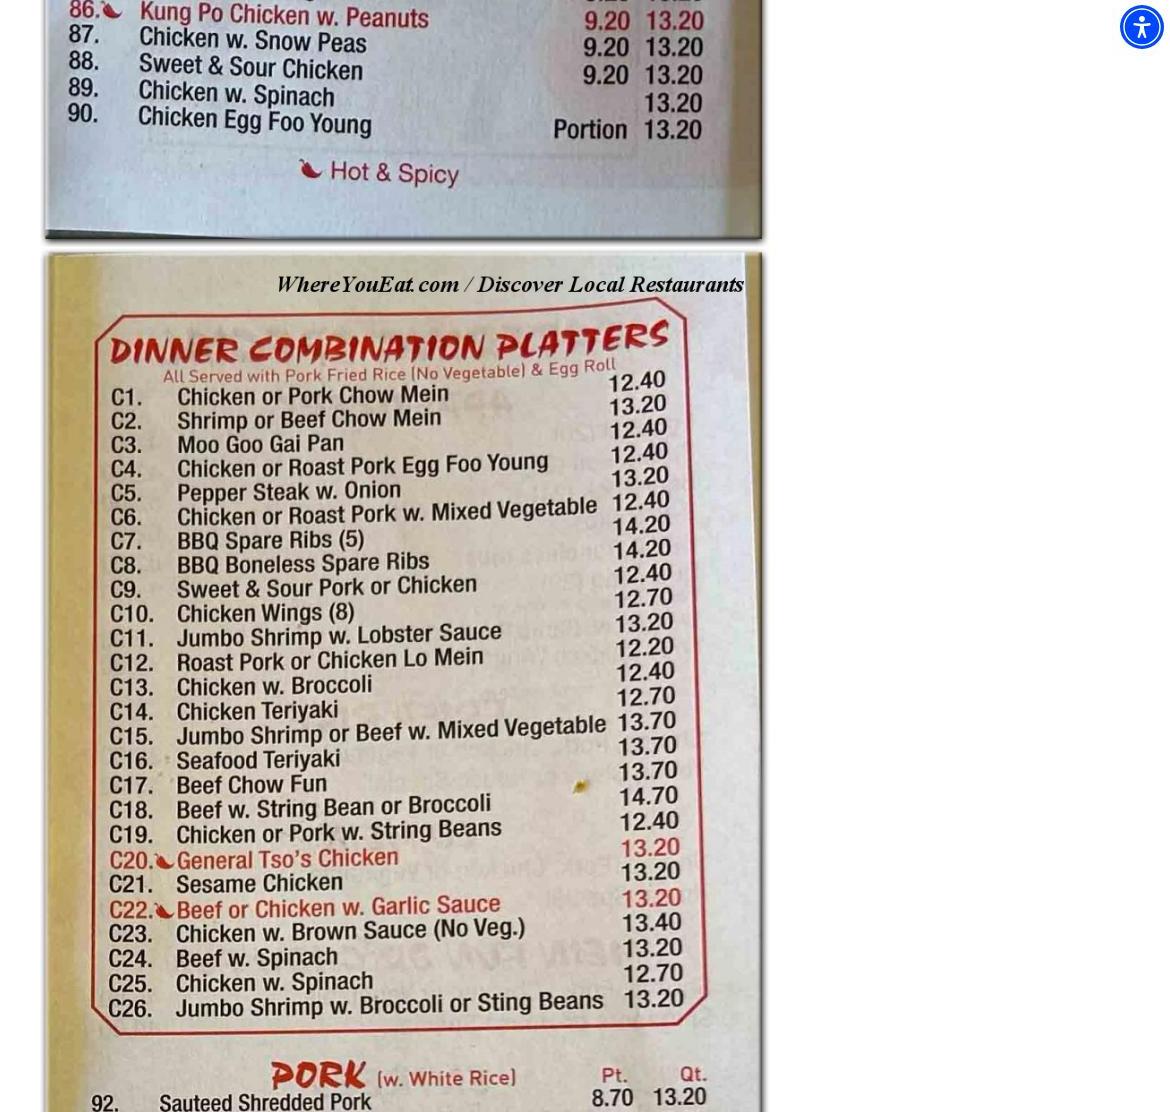 86. Kung Po Chicken w. Peanuts 9.20 13.20
87. Chicken w. Snow Peas 9.20 13.20
88. Sweet & Sour Chicken 9.20 13.20
89. Chicken w. Spinach 13.20
90. Chicken Egg Foo Young Portion 13.20
Hot & Spicy
WhereYouEat.com / Discover Local Restaurants
DINNER COMBINATION PLATTERS
All Served with Pork Fried Rice (No Vegetable) & Egg Roll
C1. Chicken or Pork Chow Mein 12.40
C2. Shrimp or Beef Chow Mein 13.20
C3. Moo Goo Gai Pan 12.40
C4. Chicken or Roast Pork Egg Foo Young 12.40
C5. Pepper Steak w. Onion 13.20
C6. Chicken or Roast Pork w. Mixed Vegetable 12.40
C7. BBQ Spare Ribs (5) 14.20
C8. BBQ Boneless Spare Ribs 14.20
C9. Sweet & Sour Pork or Chicken 12.40
C10. Chicken Wings (8) 12.70
C11. Jumbo Shrimp w. Lobster Sauce 13.20
C12. Roast Pork or Chicken Lo Mein 12.20
C13. Chicken w. Broccoli 12.40
C14. Chicken Teriyaki 12.70
C15. Jumbo Shrimp or Beef w. Mixed Vegetable 13.70
C16. Seafood Teriyaki 13.70
C17. Beef Chow Fun 13.70
C18. Beef w. String Bean or Broccoli 14.70
C19. Chicken or Pork w. String Beans 12.40
C20. General Tso's Chicken 13.20
C21. Sesame Chicken 13.20
C22. Beef or Chicken w. Garlic Sauce 13.20
C23. Chicken w. Brown Sauce (No Veg.) 13.40
C24. Beef w. Spinach 13.20
C25. Chicken w. Spinach 12.70
C26. Jumbo Shrimp w. Broccoli or Sting Beans 13.20
PORK (w. White Rice) Pt. Qt.
92. Sauteed Shredded Pork 8.70 13.20